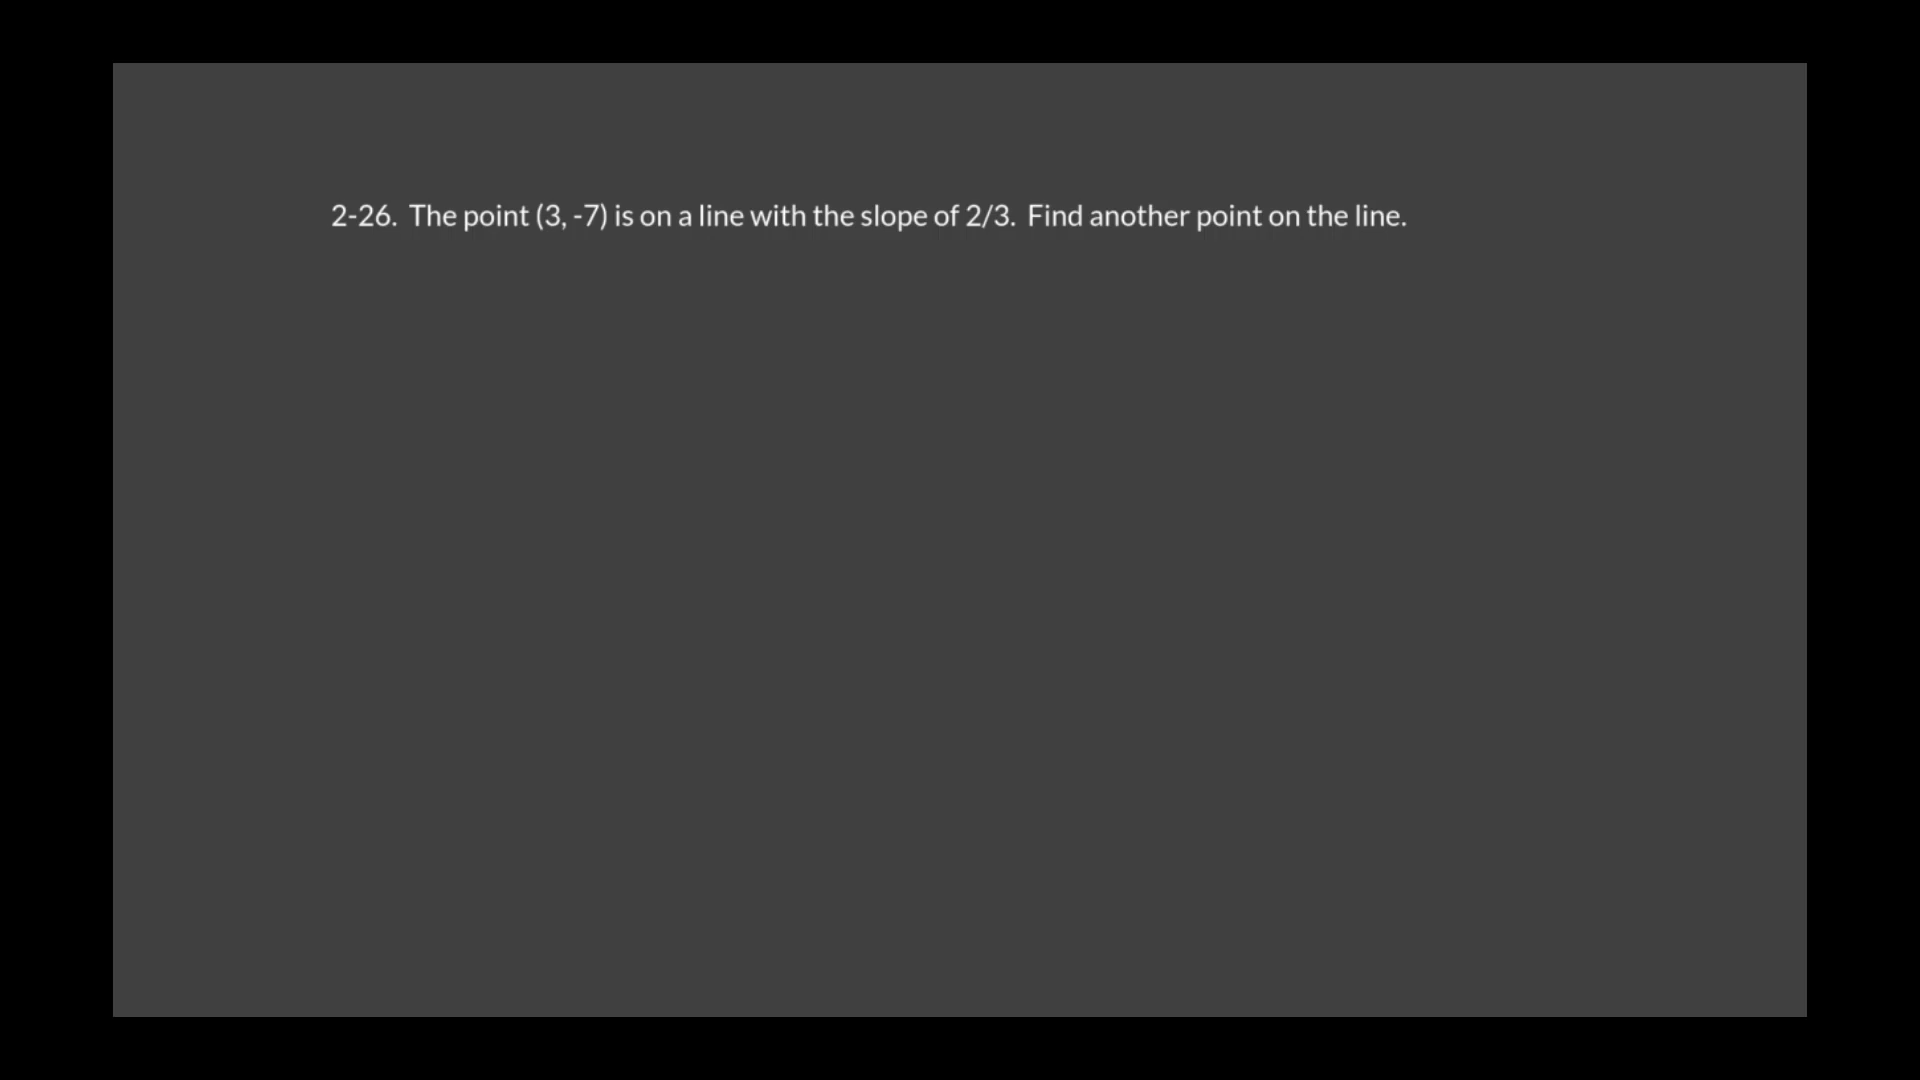 2-26.  The point (3, -7) is on a line with the slope of 2/3.  Find another point on the line.